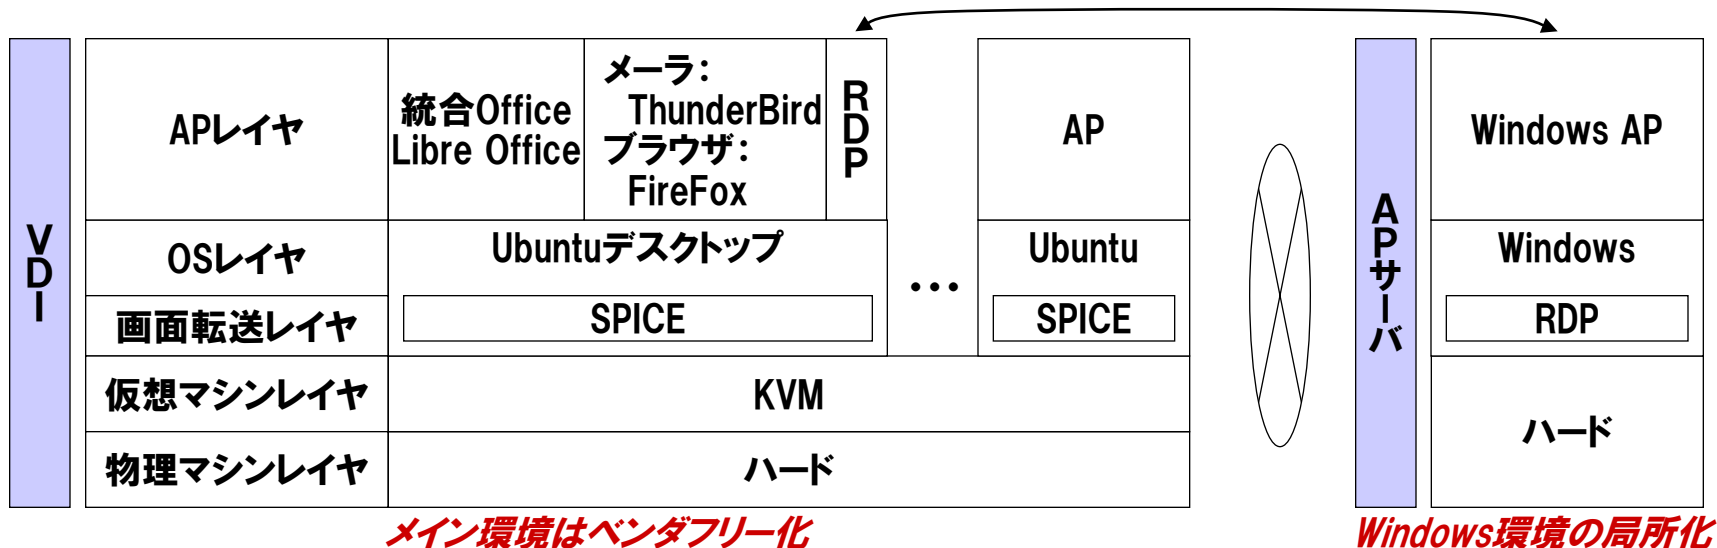 VDI
APレイヤ
統合Office
Libre Office
メーラ：
ThunderBird
ブラウザ：
FireFox
RDP
AP
OSレイヤ
Ubuntuデスクトップ
Ubuntu
…
画面転送レイヤ
SPICE
SPICE
仮想マシンレイヤ
KVM
物理マシンレイヤ
ハード
メイン環境はベンダフリー化
APサーバ
Windows AP
Windows
RDP
ハード
Windows環境の局所化